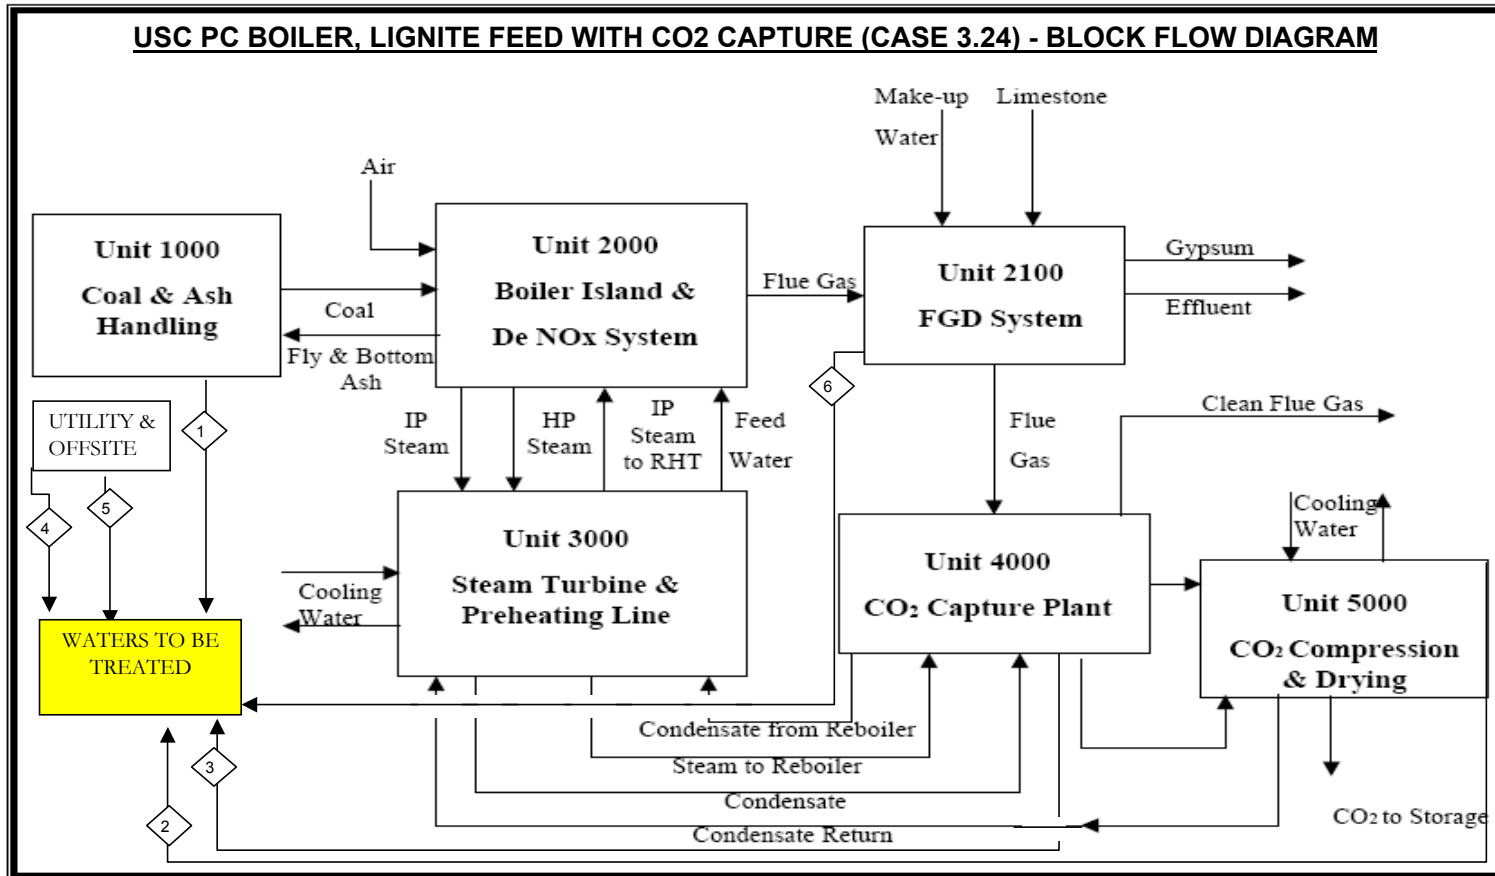 USC PC BOILER, LIGNITE FEED WITH CO2 CAPTURE (CASE 3.24) - BLOCK FLOW DIAGRAM
Make-up
Water
Limestone
Air
Unit 1000
Coal & Ash
Handling
Unit 2000
Boiler Island &
De NOx System
Unit 2100
FGD System
Gypsum
Effluent
Flue Gas
Coal
Fly & Bottom
Ash
6
1
UTILITY &
OFFSITE
IP
Steam
HP
Steam
IP
Steam
to RHT
Feed
Water
Flue
Gas
Clean Flue Gas
4
5
Unit 3000
Steam Turbine &
Preheating Line
Cooling
Water
Unit 4000
CO2 Capture Plant
Cooling
Water
Unit 5000
CO2 Compression
& Drying
WATERS TO BE
TREATED
Condensate from Reboiler
Steam to Reboiler
Condensate
Condensate Return
3
2
CO2 to Storage